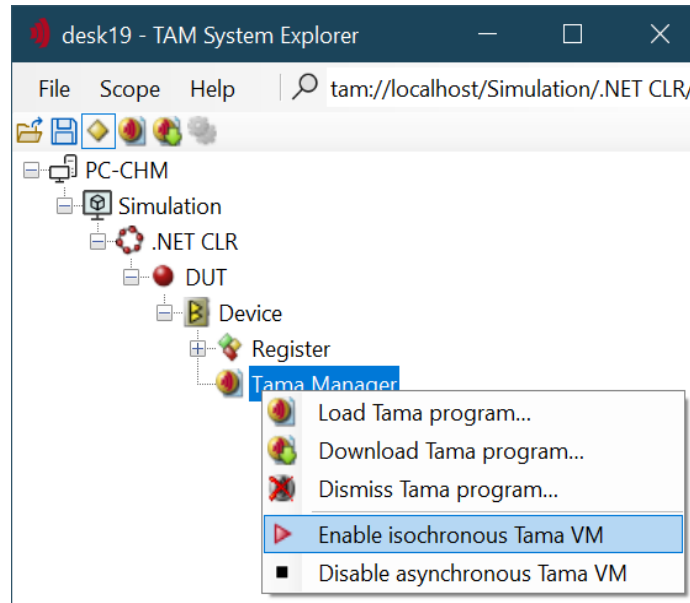 desk19 - TAM System Explorer
File Scope Help tam://localhost/Simulation/.NET CLR/
PC-CHM
Simulation
.NET CLR
DUT
Device
Register
Tama Manager
Load Tama program...
Download Tama program...
Dismiss Tama program...
Enable isochronous Tama VM
Disable asynchronous Tama VM